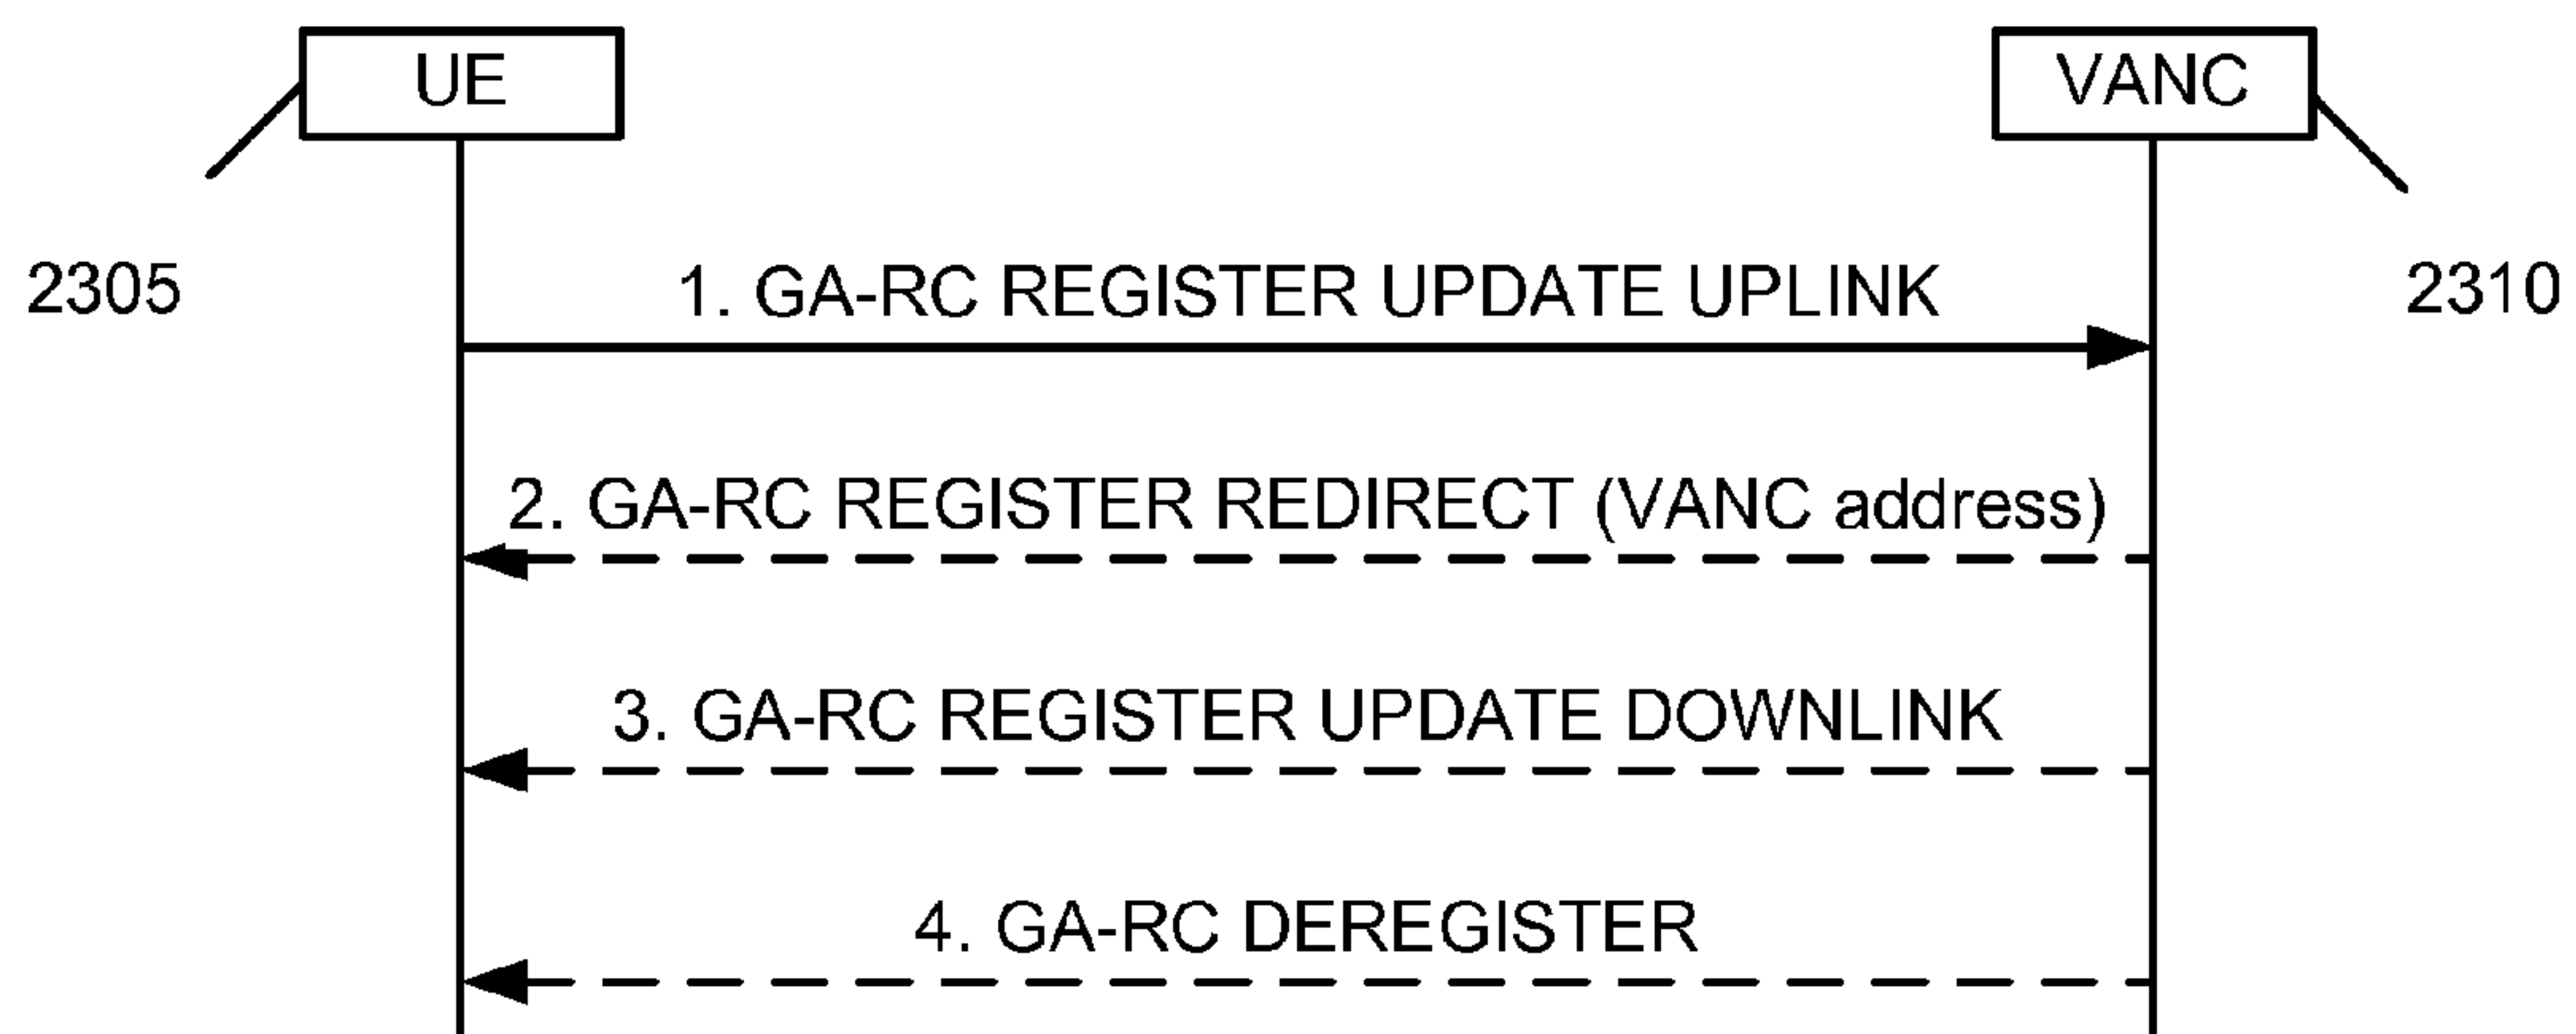 UE
VANC
2305
1. GA-RC REGISTER UPDATE UPLINK
2310
2. GA-RC REGISTER REDIRECT (VANC address)
3. GA-RC REGISTER UPDATE DOWNLINK
4. GA-RC DEREGISTER